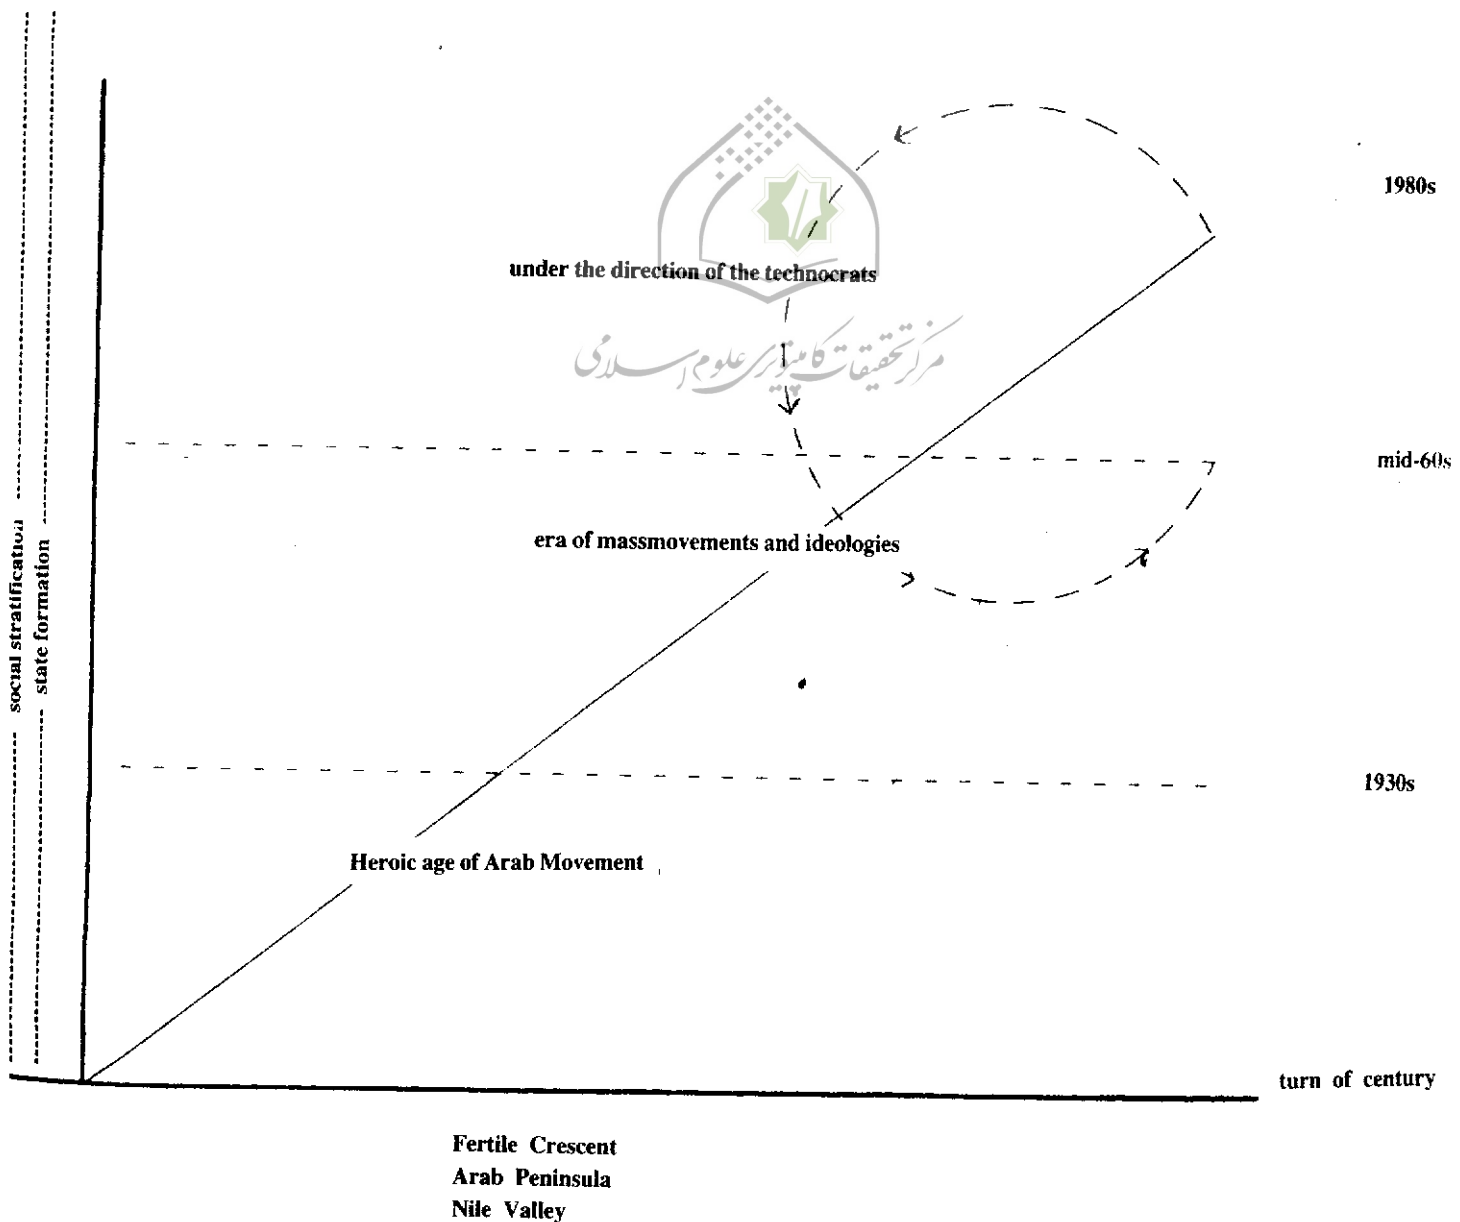 1980s
under the direction of the technocrats
مرکز تحقیقات کامپیوتری علوم اسلامی
mid-60s
era of massmovements and ideologies
social stratification
state formation
1930s
Heroic age of Arab Movement
turn of century
Fertile Crescent
Arab Peninsula
Nile Valley